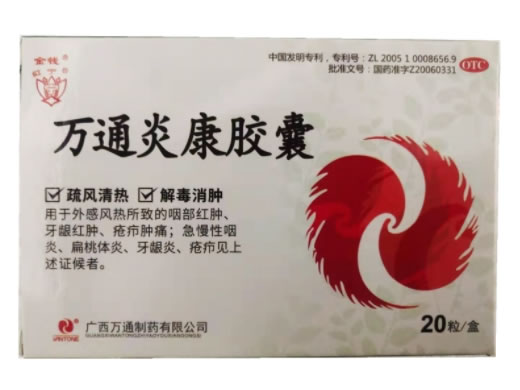 金栓
中国发明专利，专利号：ZL 2005 1 0008656.9
批准文号：国药准字Z20060331
OTC
万通炎康胶囊
疏风清热 解毒消肿
用于外感风热所致的咽部红肿、
牙龈红肿、疮疖肿痛；急慢性咽
炎、扁桃体炎、牙龈炎、疮疖见上
述证候者。
WANTONG
广西万通制药有限公司
GUANGXIWANTONGZHIYAOYOUXIANGONGSI
20粒/盒